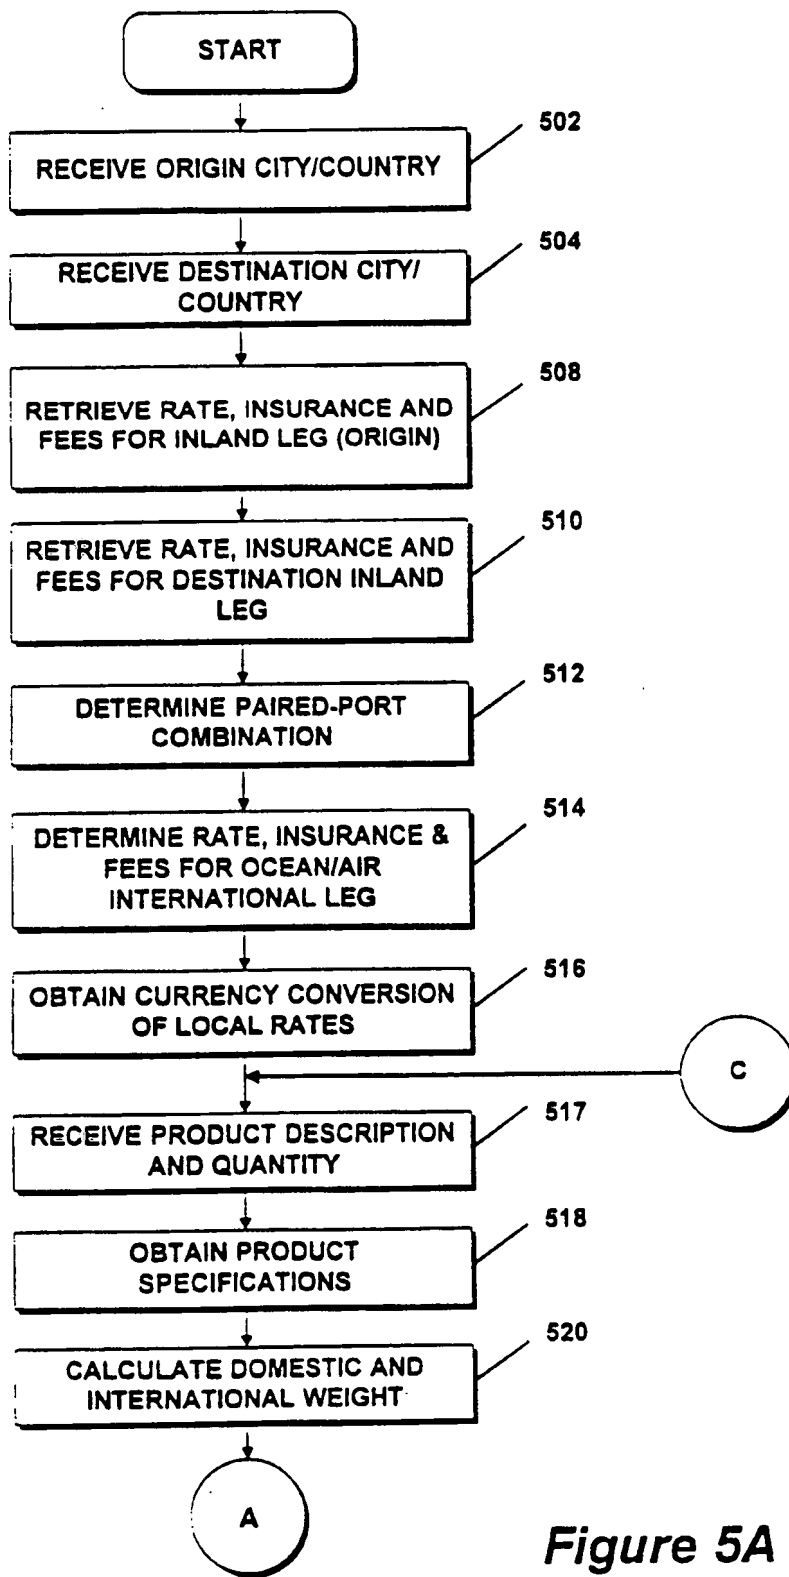 START
502
RECEIVE ORIGIN CITY/COUNTRY
504
RECEIVE DESTINATION CITY/
COUNTRY
508
RETRIEVE RATE, INSURANCE AND
FEES FOR INLAND LEG (ORIGIN)
510
RETRIEVE RATE, INSURANCE AND
FEES FOR DESTINATION INLAND
LEG
512
DETERMINE PAIRED-PORT
COMBINATION
514
DETERMINE RATE, INSURANCE &
FEES FOR OCEAN/AIR
INTERNATIONAL LEG
516
OBTAIN CURRENCY CONVERSION
OF LOCAL RATES
C
517
RECEIVE PRODUCT DESCRIPTION
AND QUANTITY
518
OBTAIN PRODUCT
SPECIFICATIONS
520
CALCULATE DOMESTIC AND
INTERNATIONAL WEIGHT
A
Figure 5A